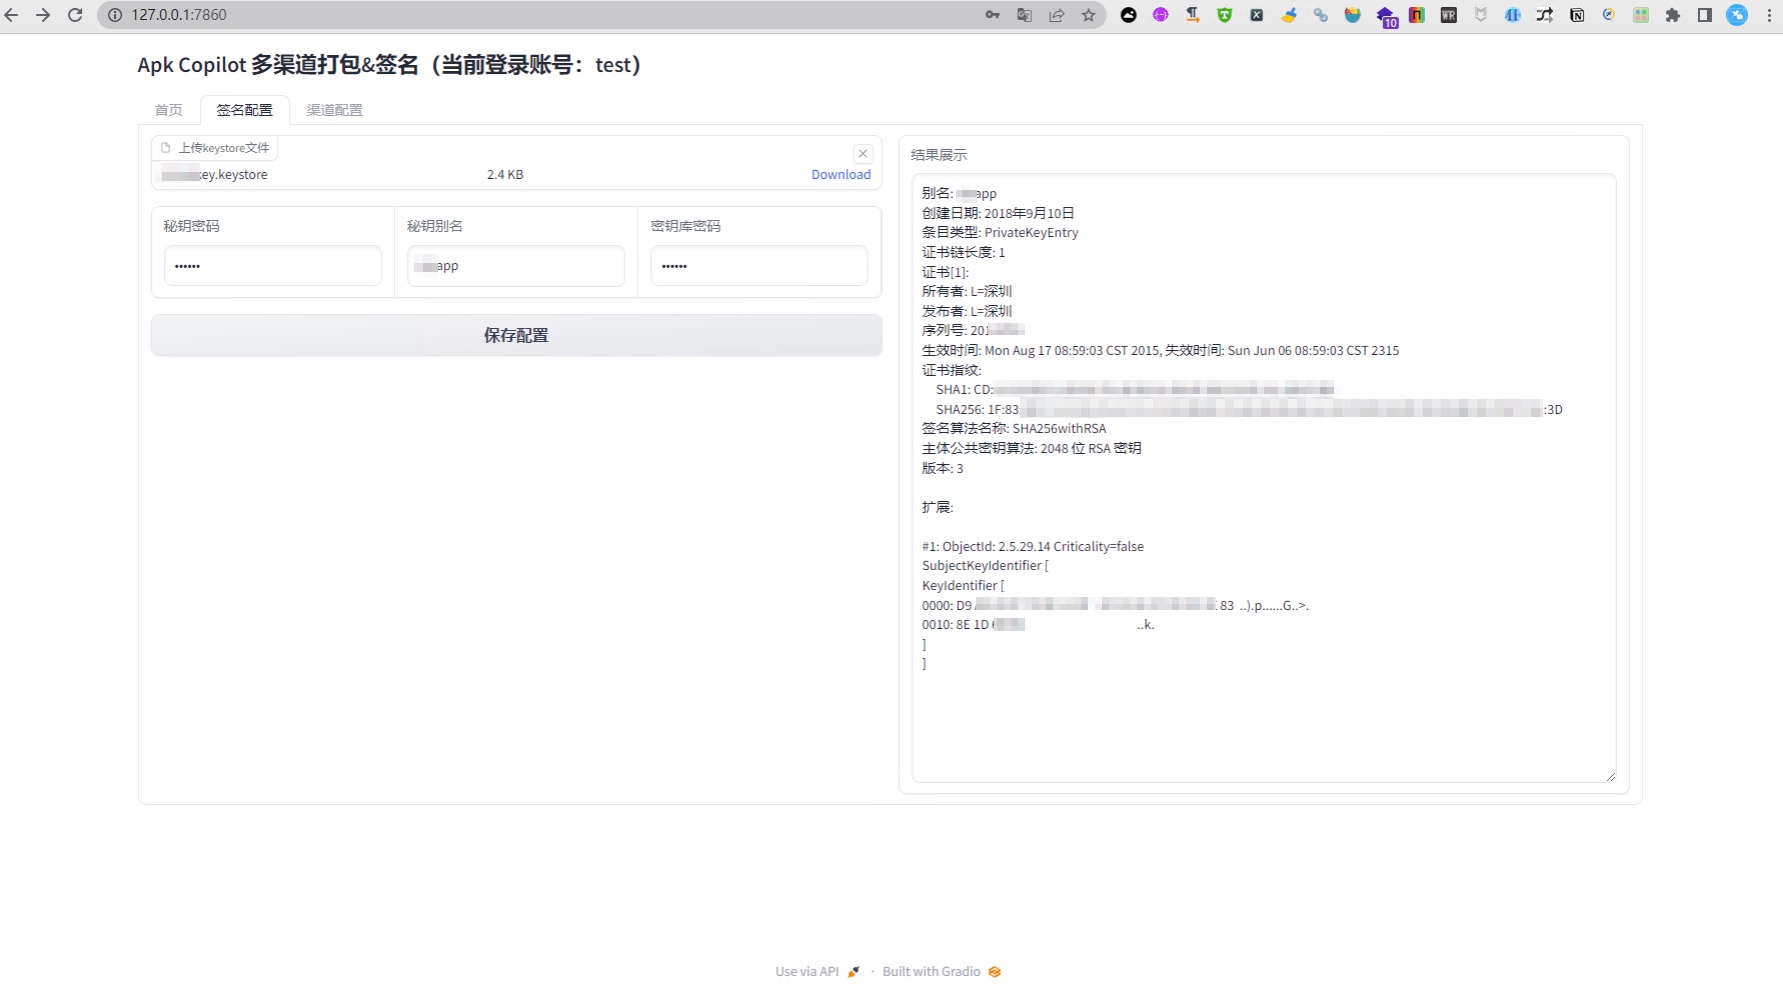 127.0.0.1:7860
10
Apk Copilot 多渠道打包&签名（当前登录账号：test）
首页 签名配置 渠道配置
上传keystore文件
ey.keystore 2.4 KB Download
秘钥密码 秘钥别名 密钥库密码
•••••• app ••••••
保存配置
结果展示
别名: app
创建日期: 2018年9月10日
条目类型: PrivateKeyEntry
证书链长度: 1
证书[1]:
所有者: L=深圳
发布者: L=深圳
序列号: 201
生效时间: Mon Aug 17 08:59:03 CST 2015, 失效时间: Sun Jun 06 08:59:03 CST 2315
证书指纹:
SHA1: CD:
SHA256: 1F:83 :3D
签名算法名称: SHA256withRSA
主体公共密钥算法: 2048 位 RSA 密钥
版本: 3
扩展:
#1: ObjectId: 2.5.29.14 Criticality=false
SubjectKeyIdentifier [
KeyIdentifier [
0000: D9 83 ..).p......G..>.
0010: 8E 1D ..k.
]
]
Use via API · Built with Gradio